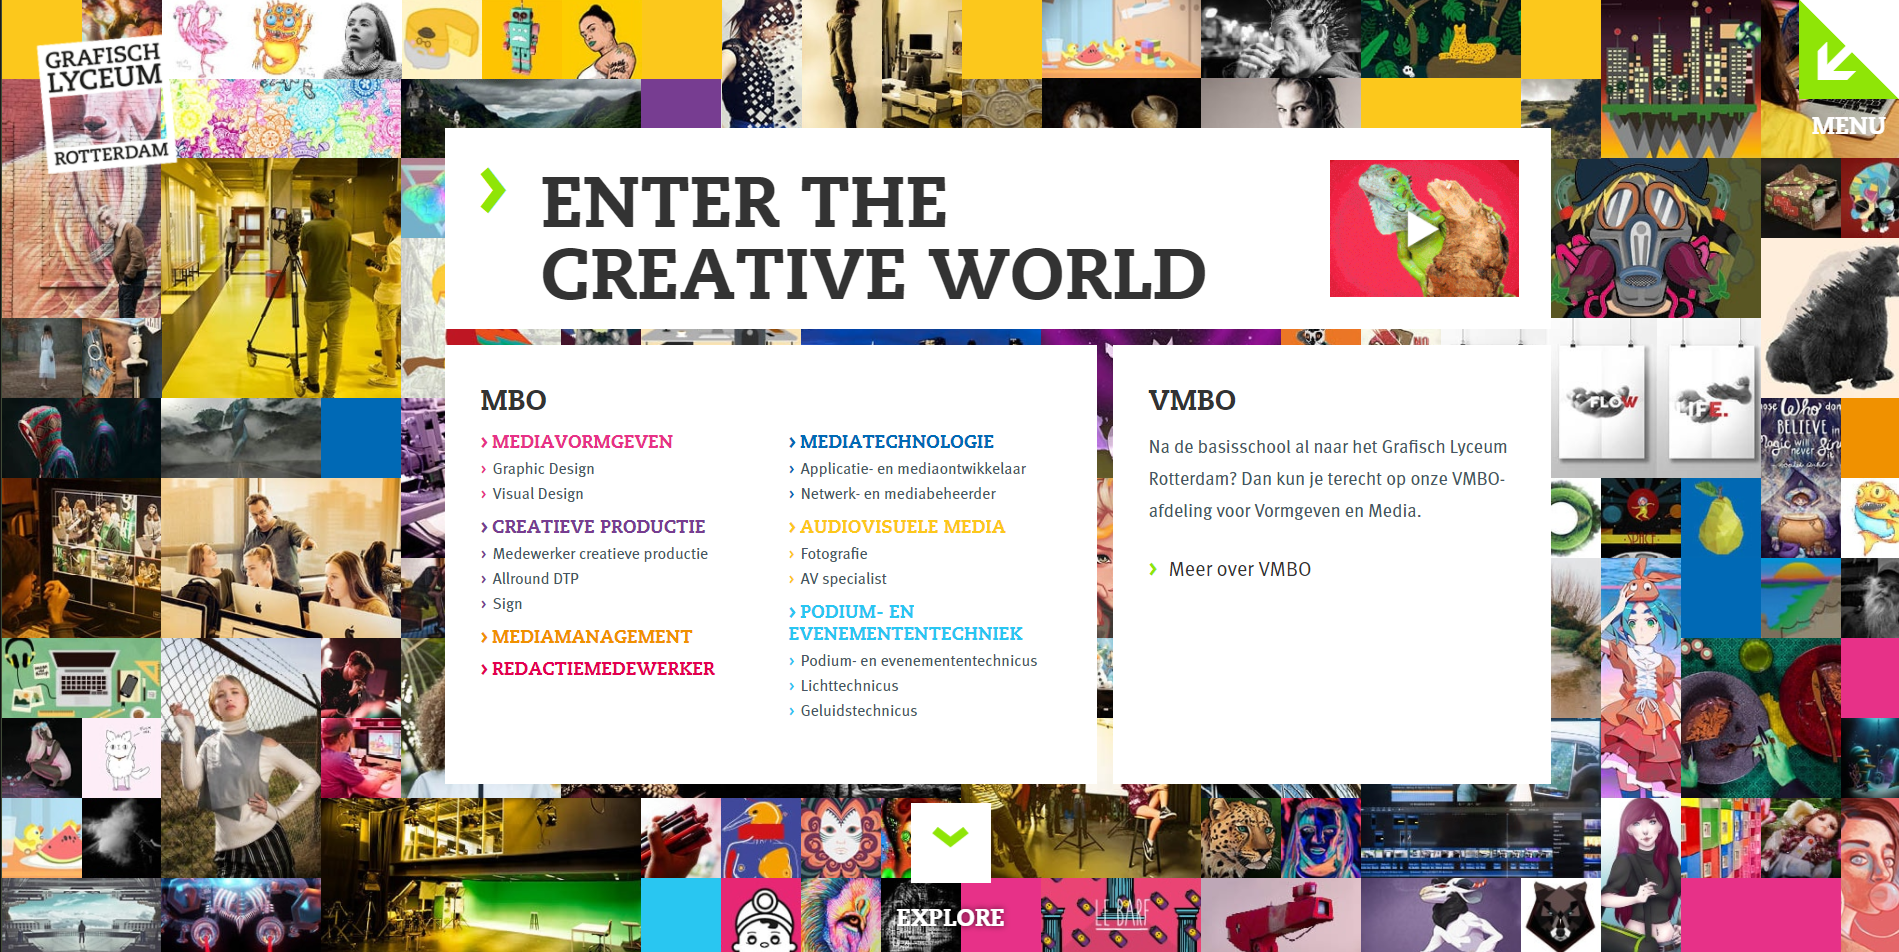 GRAFISCH
LYCEUM
ROTTERDAM
MENU
ENTER THE
CREATIVE WORLD
MBO
MEDIAVORMGEVEN
Graphic Design
Visual Design
CREATIEVE PRODUCTIE
Medewerker creatieve productie
Allround DTP
Sign
MEDIAMANAGEMENT
REDACTIEMEDEWERKER
MEDIATECHNOLOGIE
Applicatie- en mediaontwikkelaar
Netwerk- en mediabeheerder
AUDIOVISUELE MEDIA
Fotografie
AV specialist
PODIUM- EN
EVENEMENTENTECHNIEK
Podium- en evenemententechnicus
Lichttechnicus
Geluidstechnicus
VMBO
Na de basisschool al naar het Grafisch Lyceum
Rotterdam? Dan kun je terecht op onze VMBO-
afdeling voor Vormgeven en Media.
Meer over VMBO
FLOW
LIFE.
Who
BELIEVE in
magic will
SPACE
LE BARF
EXPLORE